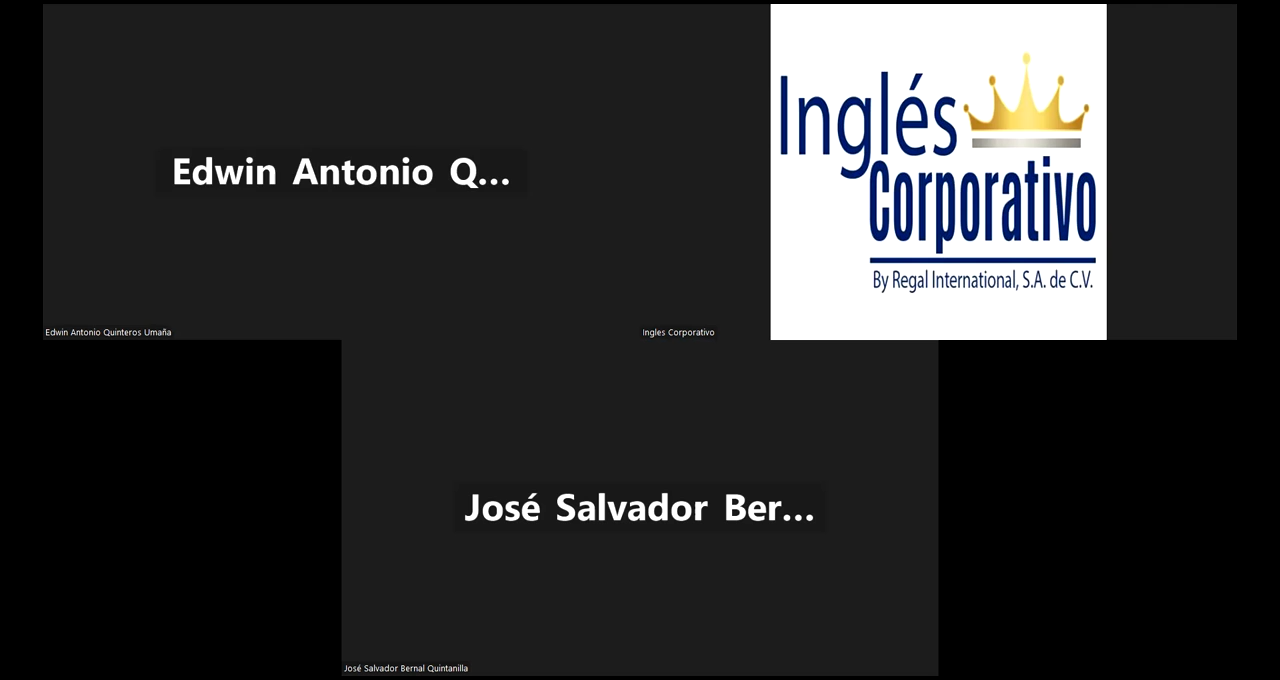 Edwin Antonio Q...
Edwin Antonio Quinteros Umaña
Inglés
Corporativo
By Regal International, S.A. de C.V.
Ingles Corporativo
José Salvador Ber...
José Salvador Bernal Quintanilla